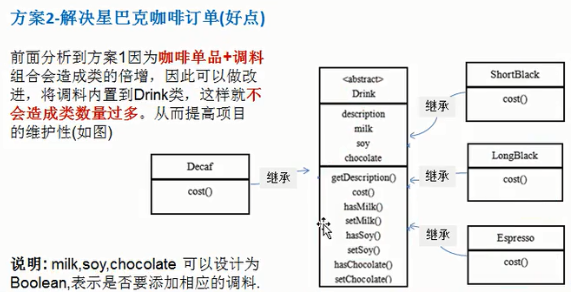 方案2-解决星巴克咖啡订单(好点)
前面分析到方案1因为咖啡单品+调料
组合会造成类的倍增，因此可以做改
进，将调料内置到Drink类，这样就不
会造成类数量过多。从而提高项目
的维护性(如图)
Decaf
cost()
继承
<abstract>
Drink
description
milk
soy
chocolate
getDescription()
cost()
hasMilk()
setMilk()
hasSoy()
setSoy()
hasChocolate()
setChocolate()
继承
ShortBlack
cost()
继承
LongBlack
cost()
继承
Espresso
cost()
说明: milk,soy,chocolate 可以设计为
Boolean,表示是否要添加相应的调料.